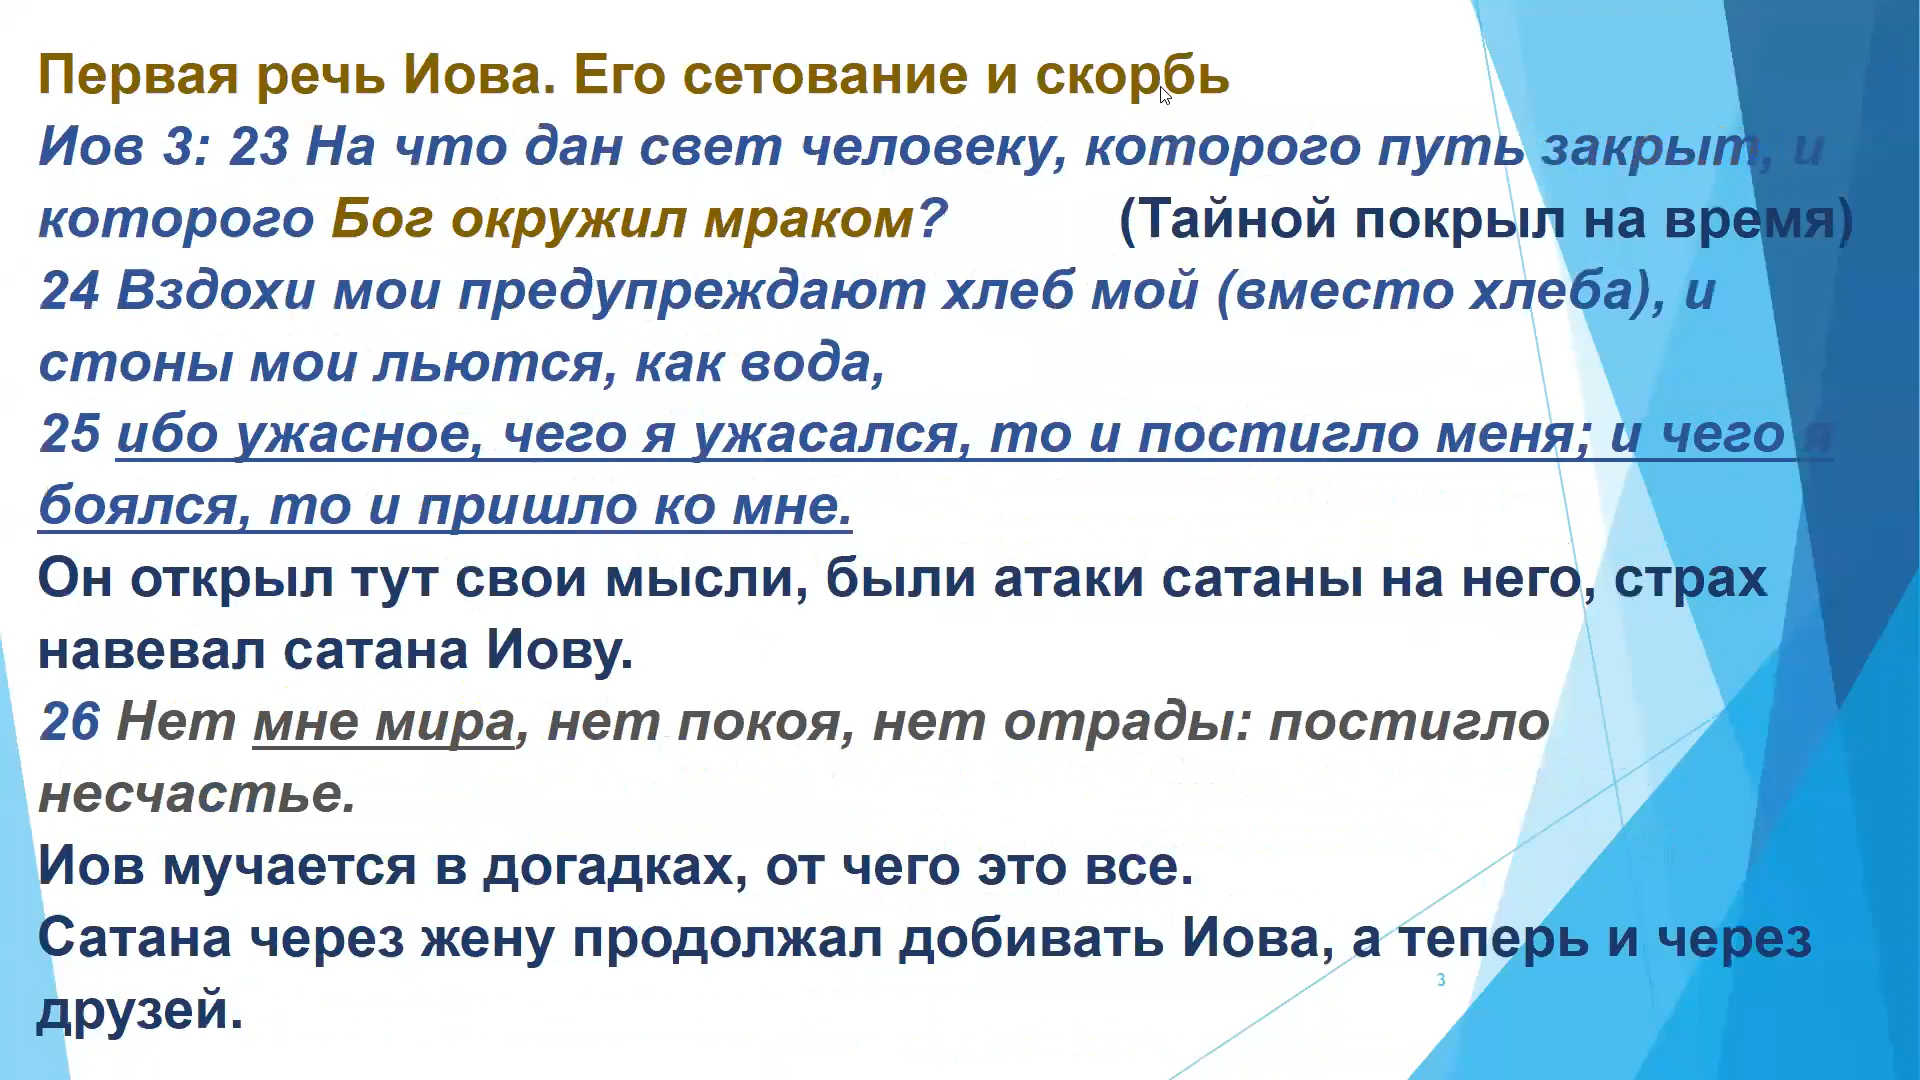 Первая речь Иова. Его сетование и скорбь
Иов 3: 23 На что дан свет человеку, которого путь закрыт, и
которого Бог окружил мраком? (Тайной покрыл на время)
24 Вздохи мои предупреждают хлеб мой (вместо хлеба), и
стоны мои льются, как вода,
25 ибо ужасное, чего я ужасался, то и постигло меня; и чего я
боялся, то и пришло ко мне.
Он открыл тут свои мысли, были атаки сатаны на него, страх
навевал сатана Иову.
26 Нет мне мира, нет покоя, нет отрады: постигло
несчастье.
Иов мучается в догадках, от чего это все.
Сатана через жену продолжал добивать Иова, а теперь и через
друзей.
3